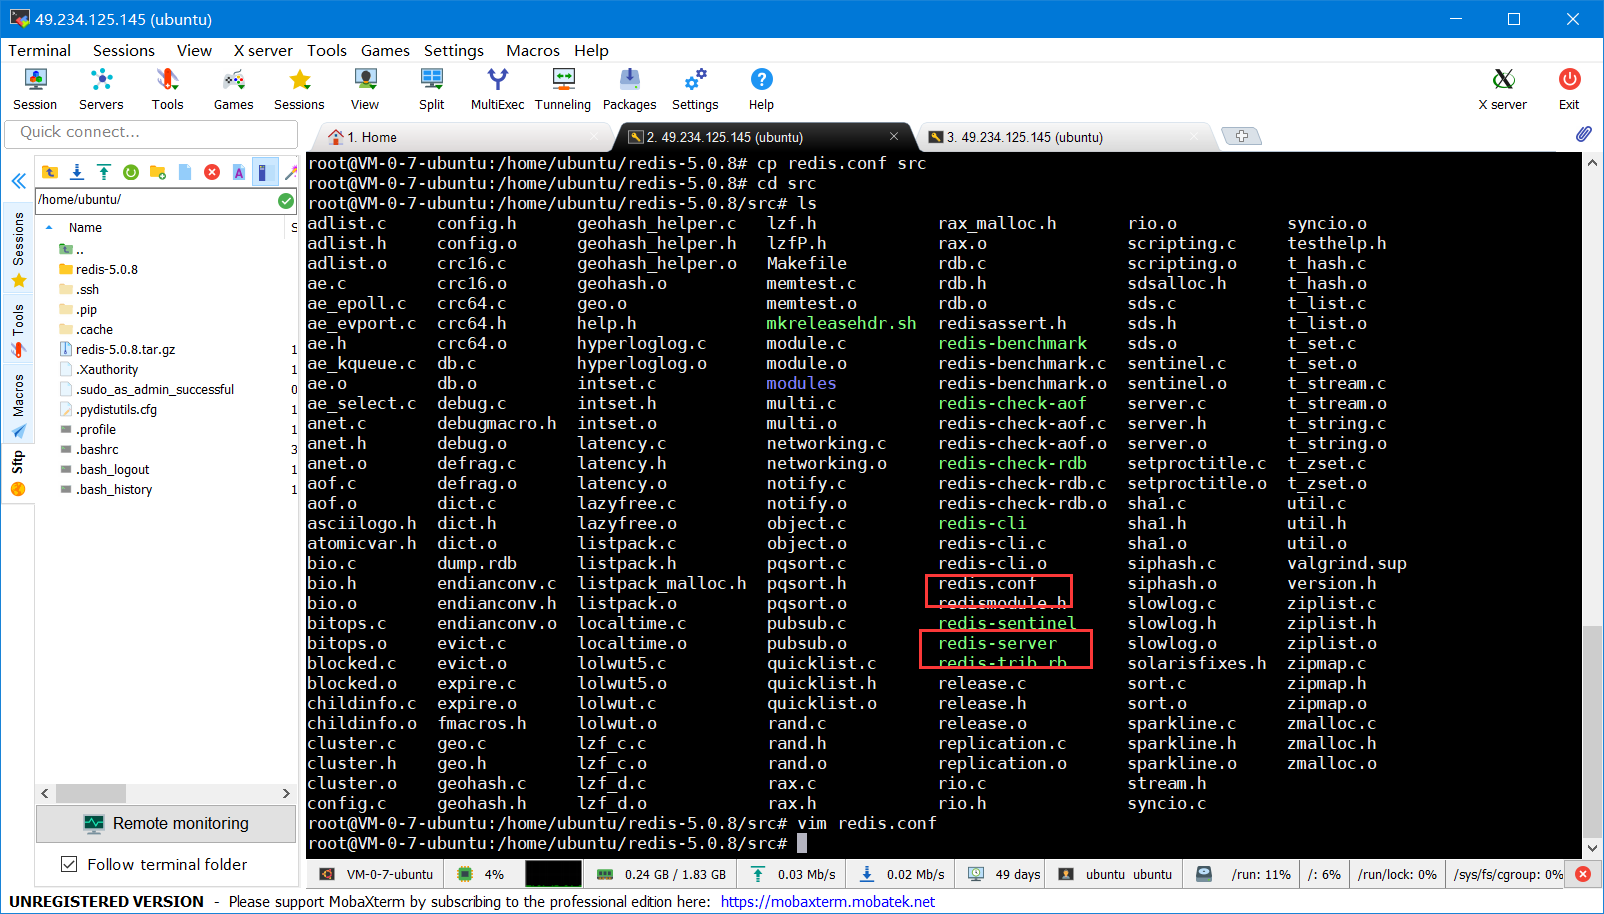 49.234.125.145 (ubuntu)
Terminal Sessions View X server Tools Games Settings Macros Help
Session Servers Tools Games Sessions View Split MultiExec Tunneling Packages Settings Help X server Exit
Quick connect...
1. Home
2. 49.234.125.145 (ubuntu)
3. 49.234.125.145 (ubuntu)
Sessions
Tools
Macros
Sftp
/home/ubuntu/
Name S
..
redis-5.0.8
.ssh
.pip
.cache
redis-5.0.8.tar.gz 1
.Xauthority 1
.sudo_as_admin_successful 0
.pydistutils.cfg 1
.profile 1
.bashrc 3
.bash_logout 1
.bash_history 1
Remote monitoring
Follow terminal folder
root@VM-0-7-ubuntu:/home/ubuntu/redis-5.0.8# cp redis.conf src
root@VM-0-7-ubuntu:/home/ubuntu/redis-5.0.8# cd src
root@VM-0-7-ubuntu:/home/ubuntu/redis-5.0.8/src# ls
adlist.c config.h geohash_helper.c lzf.h rax_malloc.h rio.o syncio.o
adlist.h config.o geohash_helper.h lzfP.h rax.o scripting.c testhelp.h
adlist.o crc16.c geohash_helper.o Makefile rdb.c scripting.o t_hash.c
ae.c crc16.o geohash.o memtest.c rdb.h sdsalloc.h t_hash.o
ae_epoll.c crc64.c geo.o memtest.o rdb.o sds.c t_list.c
ae_evport.c crc64.h help.h mkreleasehdr.sh redisassert.h sds.h t_list.o
ae.h crc64.o hyperloglog.c module.c redis-benchmark sds.o t_set.c
ae_kqueue.c db.c hyperloglog.o module.o redis-benchmark.c sentinel.c t_set.o
ae.o db.o intset.c modules redis-benchmark.o sentinel.o t_stream.c
ae_select.c debug.c intset.h multi.c redis-check-aof server.c t_stream.o
anet.c debugmacro.h intset.o multi.o redis-check-aof.c server.h t_string.c
anet.h debug.o latency.c networking.c redis-check-aof.o server.o t_string.o
anet.o defrag.c latency.h networking.o redis-check-rdb setproctitle.c t_zset.c
aof.c defrag.o latency.o notify.c redis-check-rdb.c setproctitle.o t_zset.o
aof.o dict.c lazyfree.c notify.o redis-check-rdb.o sha1.c util.c
asciilogo.h dict.h lazyfree.o object.c redis-cli sha1.h util.h
atomicvar.h dict.o listpack.c object.o redis-cli.c sha1.o util.o
bio.c dump.rdb listpack.h pqsort.c redis-cli.o siphash.c valgrind.sup
bio.h endianconv.c listpack_malloc.h pqsort.h redis.conf siphash.o version.h
bio.o endianconv.h listpack.o pqsort.o redismodule.h slowlog.c ziplist.c
bitops.c endianconv.o localtime.c pubsub.c redis-sentinel slowlog.h ziplist.h
bitops.o evict.c localtime.o pubsub.o redis-server slowlog.o ziplist.o
blocked.c evict.o lolwut5.c quicklist.c redis-trib.rb solarisfixes.h zipmap.c
blocked.o expire.c lolwut5.o quicklist.h release.c sort.c zipmap.h
childinfo.c expire.o lolwut.c quicklist.o release.h sort.o zipmap.o
childinfo.o fmacros.h lolwut.o rand.c release.o sparkline.c zmalloc.c
cluster.c geo.c lzf_c.c rand.h replication.c sparkline.h zmalloc.h
cluster.h geo.h lzf_c.o rand.o replication.o sparkline.o zmalloc.o
cluster.o geohash.c lzf_d.c rax.c rio.c stream.h
config.c geohash.h lzf_d.o rax.h rio.h syncio.c
root@VM-0-7-ubuntu:/home/ubuntu/redis-5.0.8/src# vim redis.conf
root@VM-0-7-ubuntu:/home/ubuntu/redis-5.0.8/src#
VM-0-7-ubuntu 4% 0.24 GB / 1.83 GB 0.03 Mb/s 0.02 Mb/s 49 days ubuntu ubuntu /run: 11% /: 6% /run/lock: 0% /sys/fs/cgroup: 0%
UNREGISTERED VERSION - Please support MobaXterm by subscribing to the professional edition here: https://mobaxterm.mobatek.net